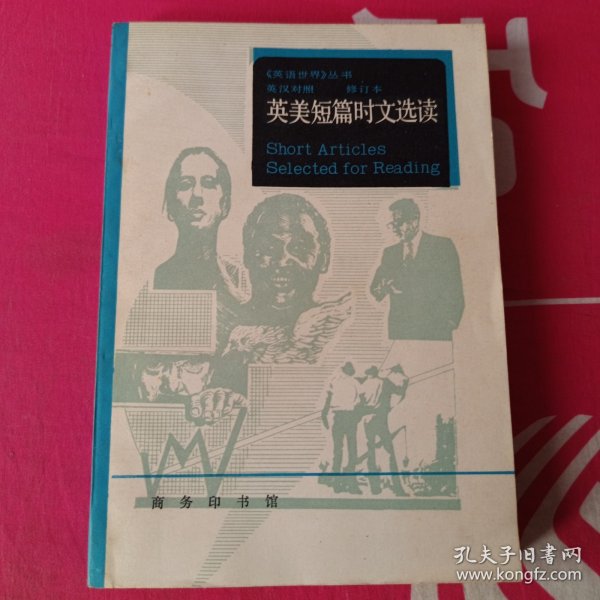 《英语世界》丛书
英汉对照 修订本
英美短篇时文选读
Short Articles
Selected for Reading
商务印书馆
孔夫子旧书网
www.kongfz.com